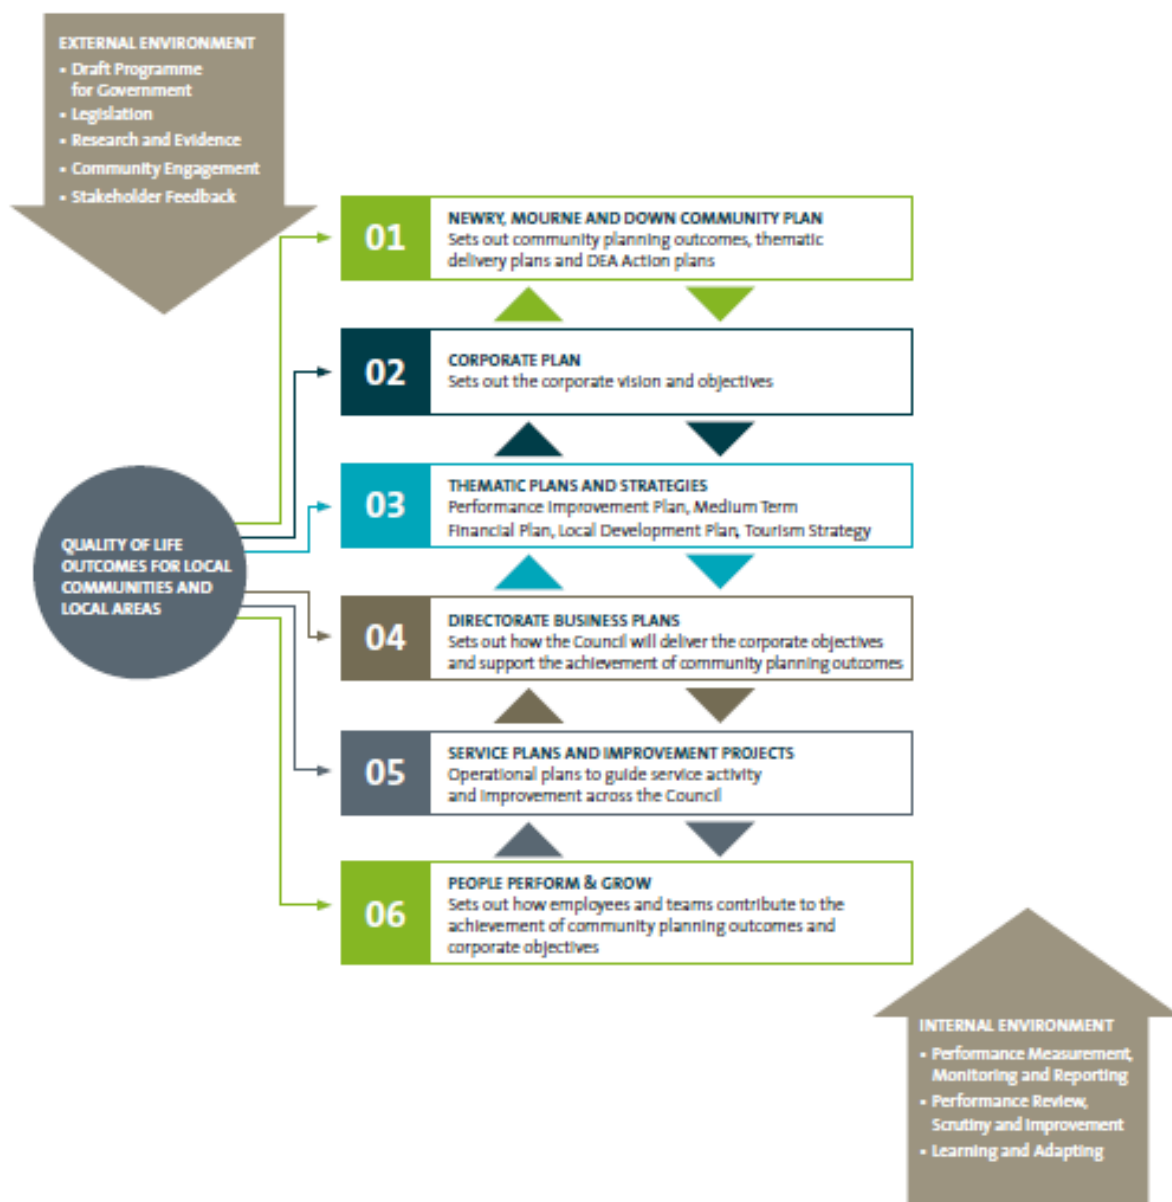 EXTERNAL ENVIRONMENT
▪ Draft Programme
for Government
▪ Legislation
▪ Research and Evidence
▪ Community Engagement
▪ Stakeholder Feedback
01
NEWRY, MOURNE AND DOWN COMMUNITY PLAN
Sets out community planning outcomes, thematic
delivery plans and DEA Action plans
02
CORPORATE PLAN
Sets out the corporate vision and objectives
03
THEMATIC PLANS AND STRATEGIES
Performance Improvement Plan, Medium Term
Financial Plan, Local Development Plan, Tourism Strategy
QUALITY OF LIFE
OUTCOMES FOR LOCAL
COMMUNITIES AND
LOCAL AREAS
04
DIRECTORATE BUSINESS PLANS
Sets out how the Council will deliver the corporate objectives
and support the achievement of community planning outcomes
05
SERVICE PLANS AND IMPROVEMENT PROJECTS
Operational plans to guide service activity
and improvement across the Council
06
PEOPLE PERFORM & GROW
Sets out how employees and teams contribute to the
achievement of community planning outcomes and
corporate objectives
INTERNAL ENVIRONMENT
▪ Performance Measurement,
Monitoring and Reporting
▪ Performance Review,
Scrutiny and Improvement
▪ Learning and Adapting